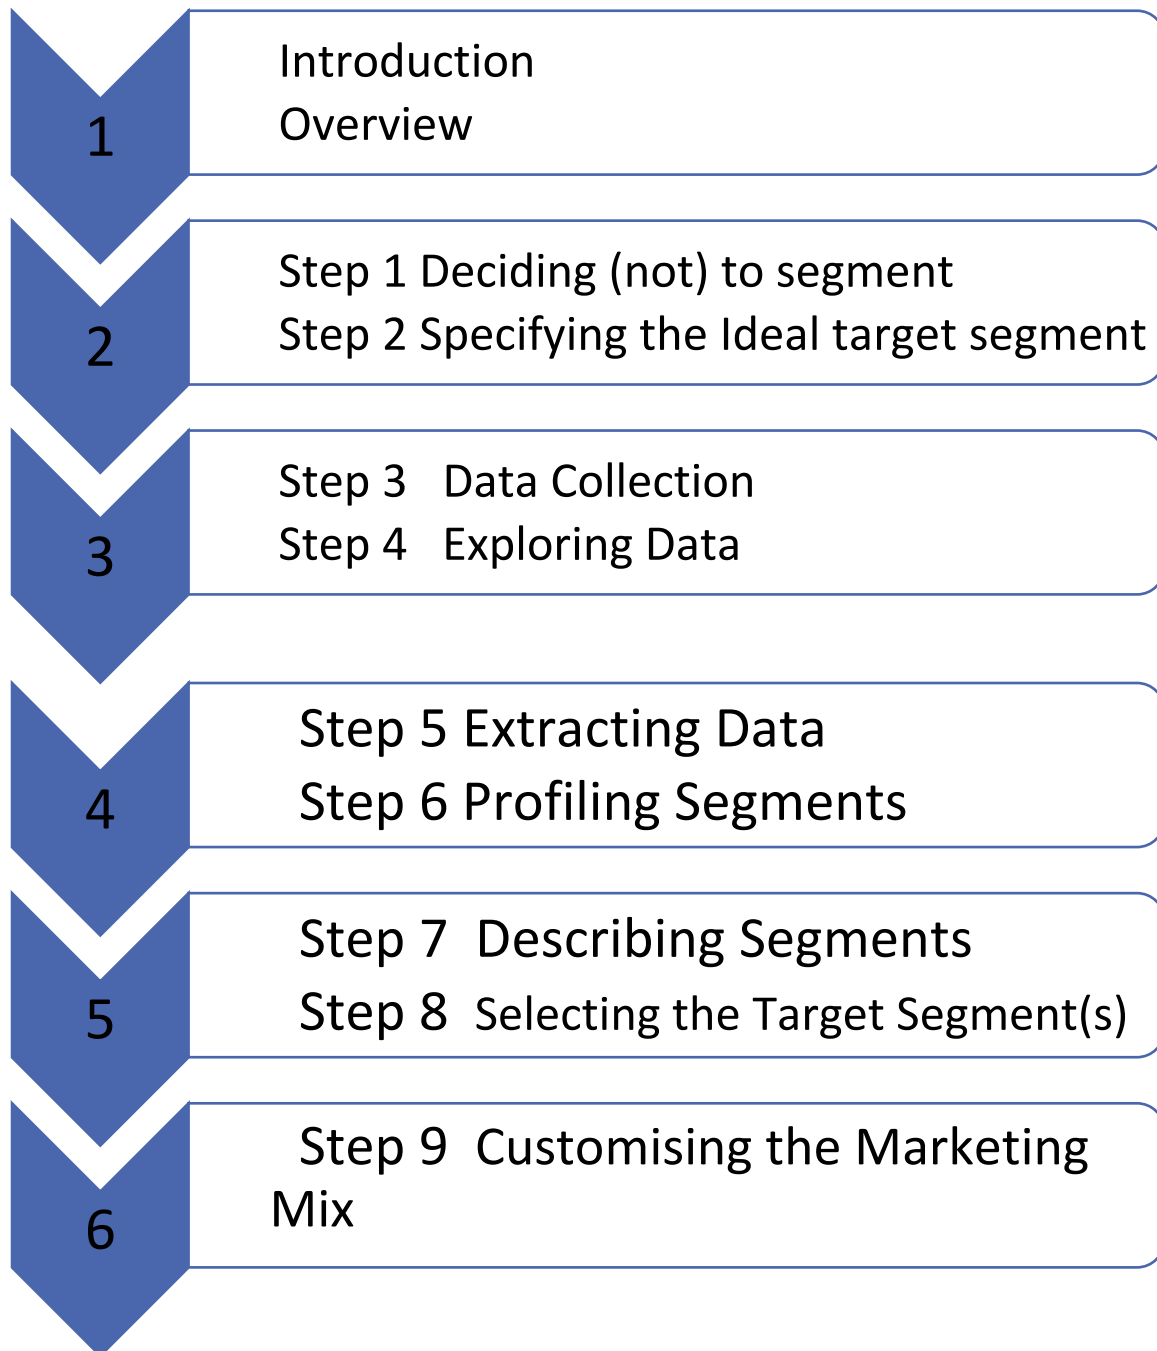 Introduction
Overview
1
Step 1 Deciding (not) to segment
Step 2 Specifying the Ideal target segment
2
Step 3 Data Collection
Step 4 Exploring Data
3
Step 5 Extracting Data
Step 6 Profiling Segments
4
Step 7 Describing Segments
Step 8 Selecting the Target Segment(s)
5
Step 9 Customising the Marketing
Mix
6